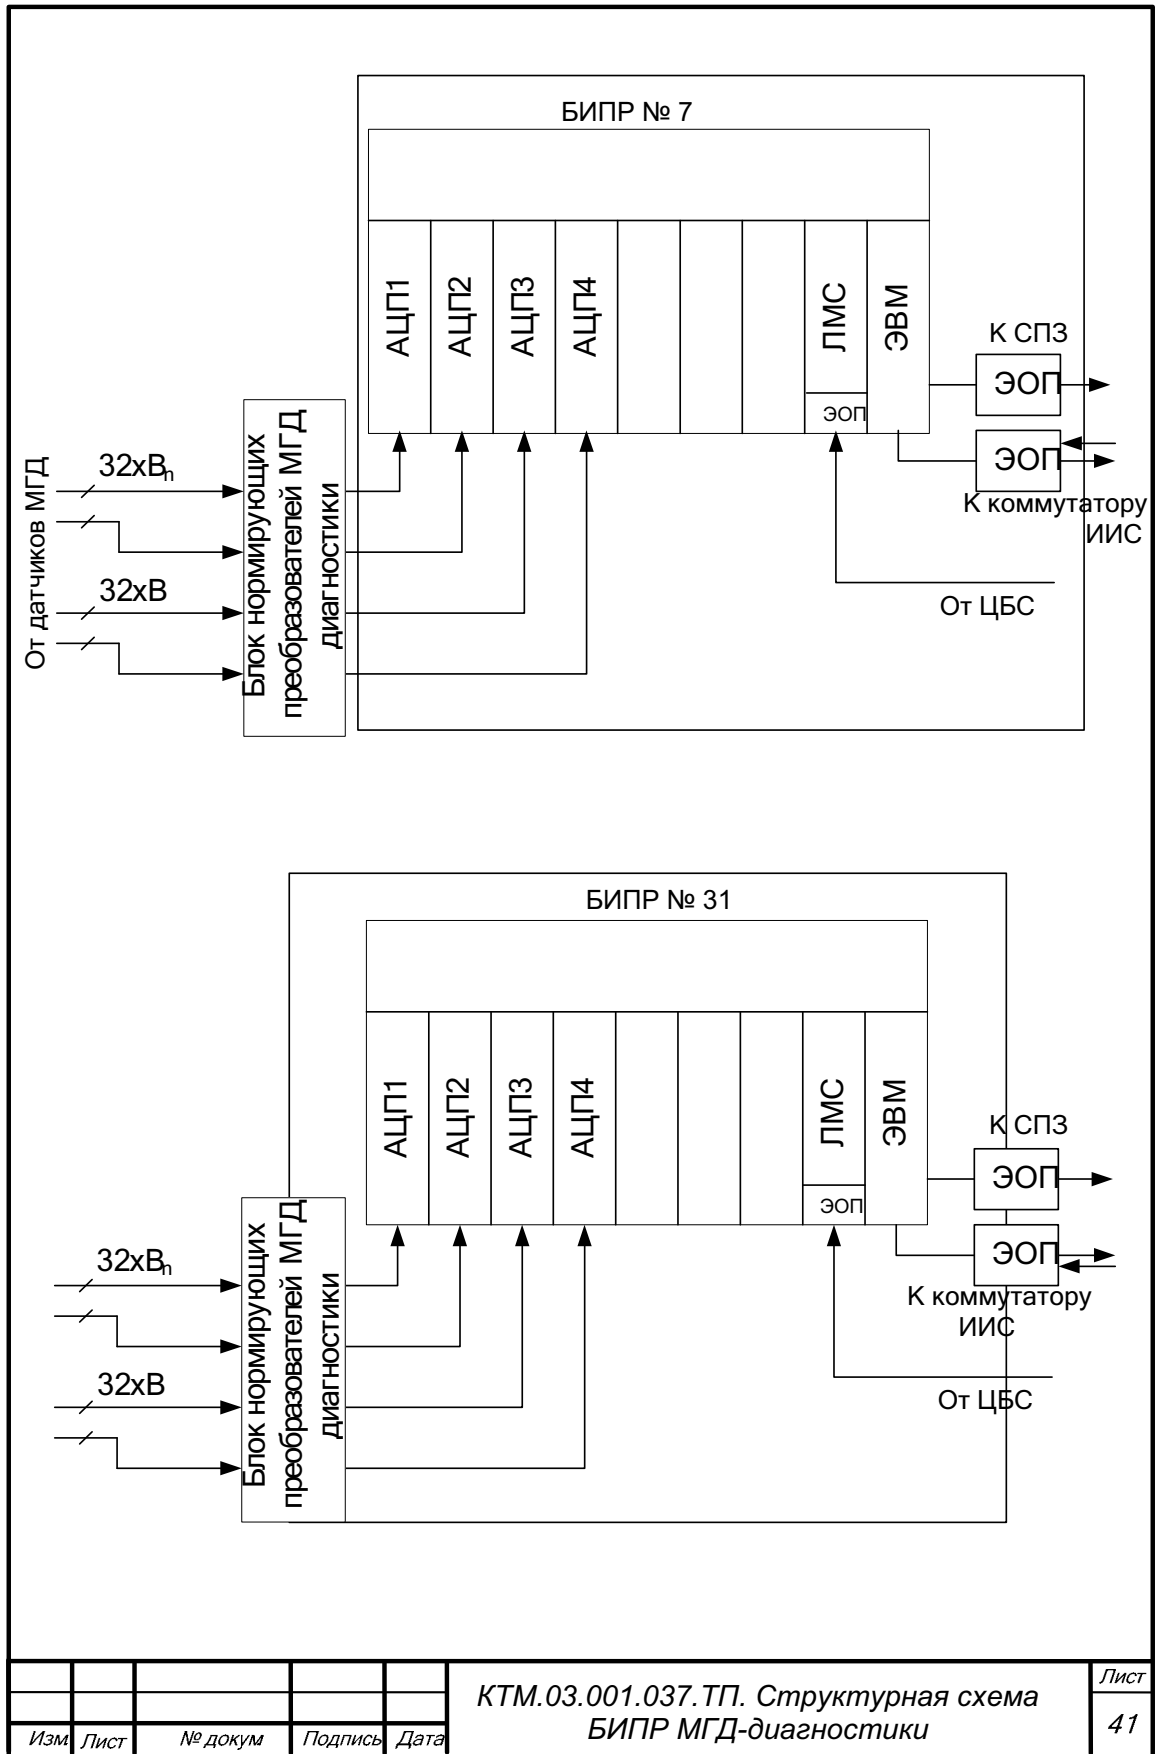 БИПР № 7
АЦП1
АЦП2
АЦП3
АЦП4
ЛМС
ЭОП
ЭВМ
К СПЗ
ЭОП
ЭОП
К коммутатору
ИИС
От ЦБС
От датчиков МГД
32хВn
32хВ
Блок нормирующих
преобразователей МГД
диагностики
БИПР № 31
АЦП1
АЦП2
АЦП3
АЦП4
ЛМС
ЭОП
ЭВМ
К СПЗ
ЭОП
ЭОП
К коммутатору
ИИС
От ЦБС
32хВn
32хВ
Блок нормирующих
преобразователей МГД
диагностики
Изм Лист № докум Подпись Дата
КТМ.03.001.037.ТП. Структурная схема
БИПР МГД-диагностики
Лист
41